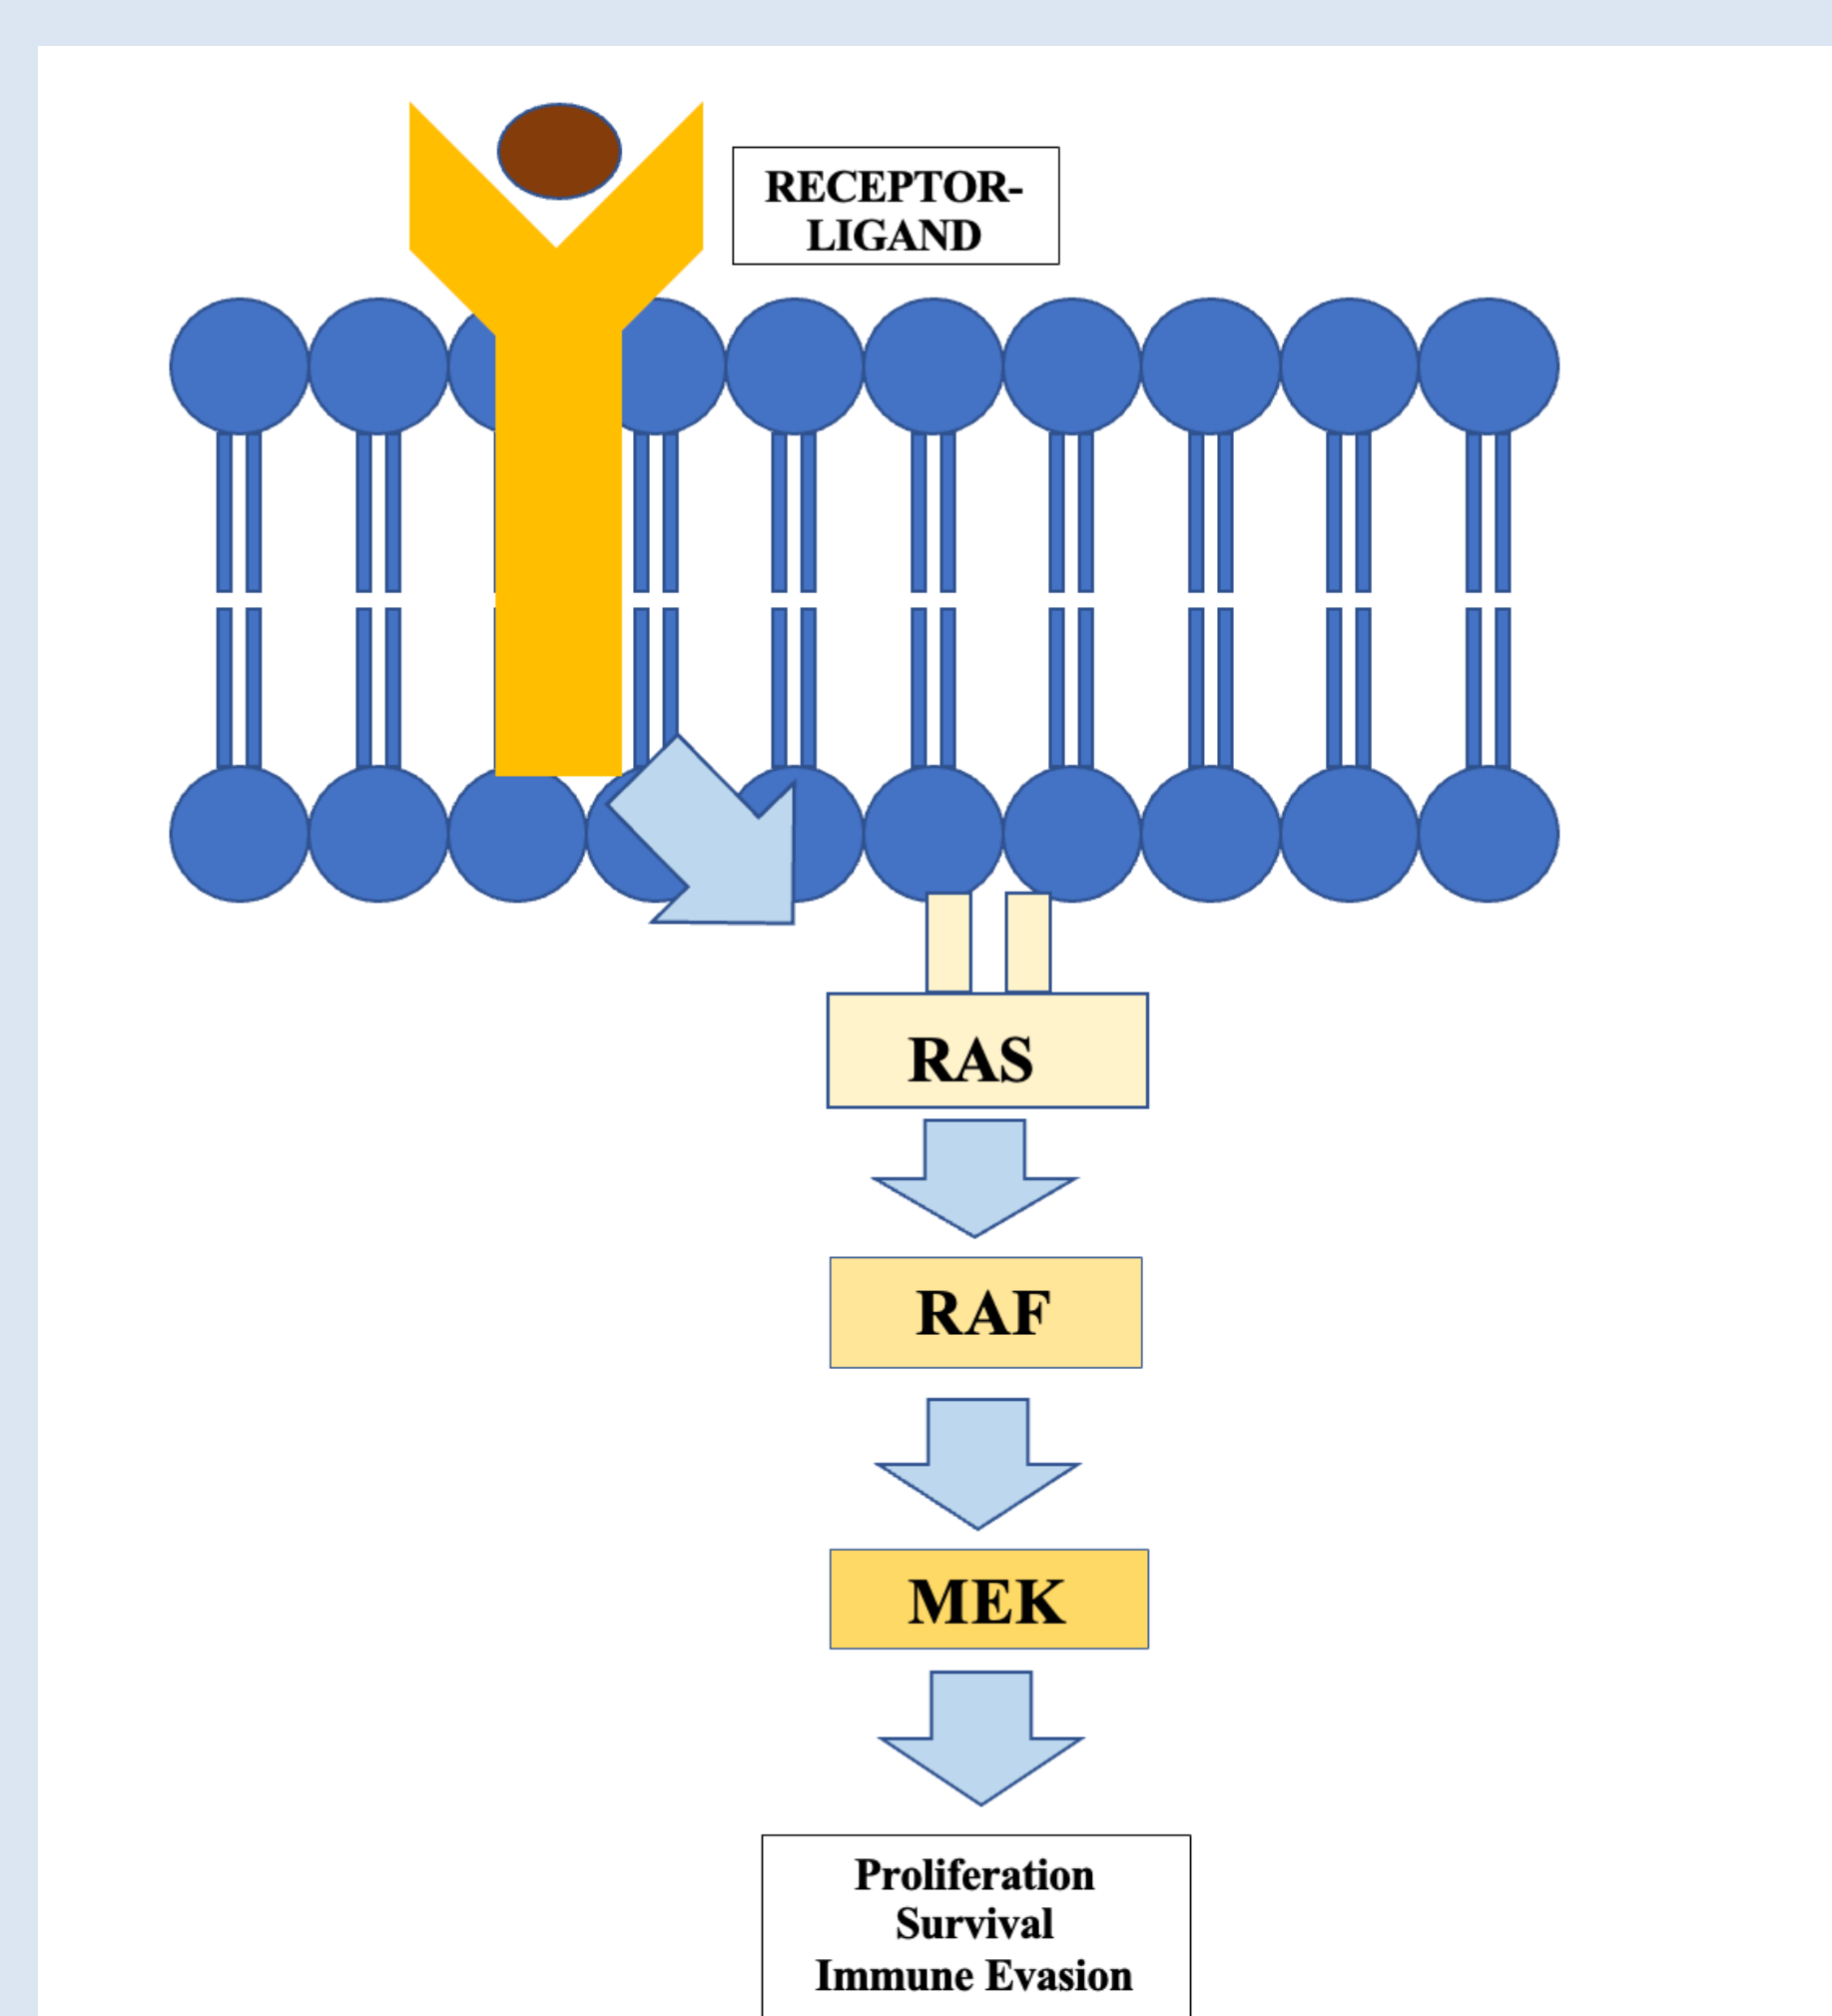 RECEPTOR-
LIGAND
RAS
RAF
MEK
Proliferation
Survival
Immune Evasion